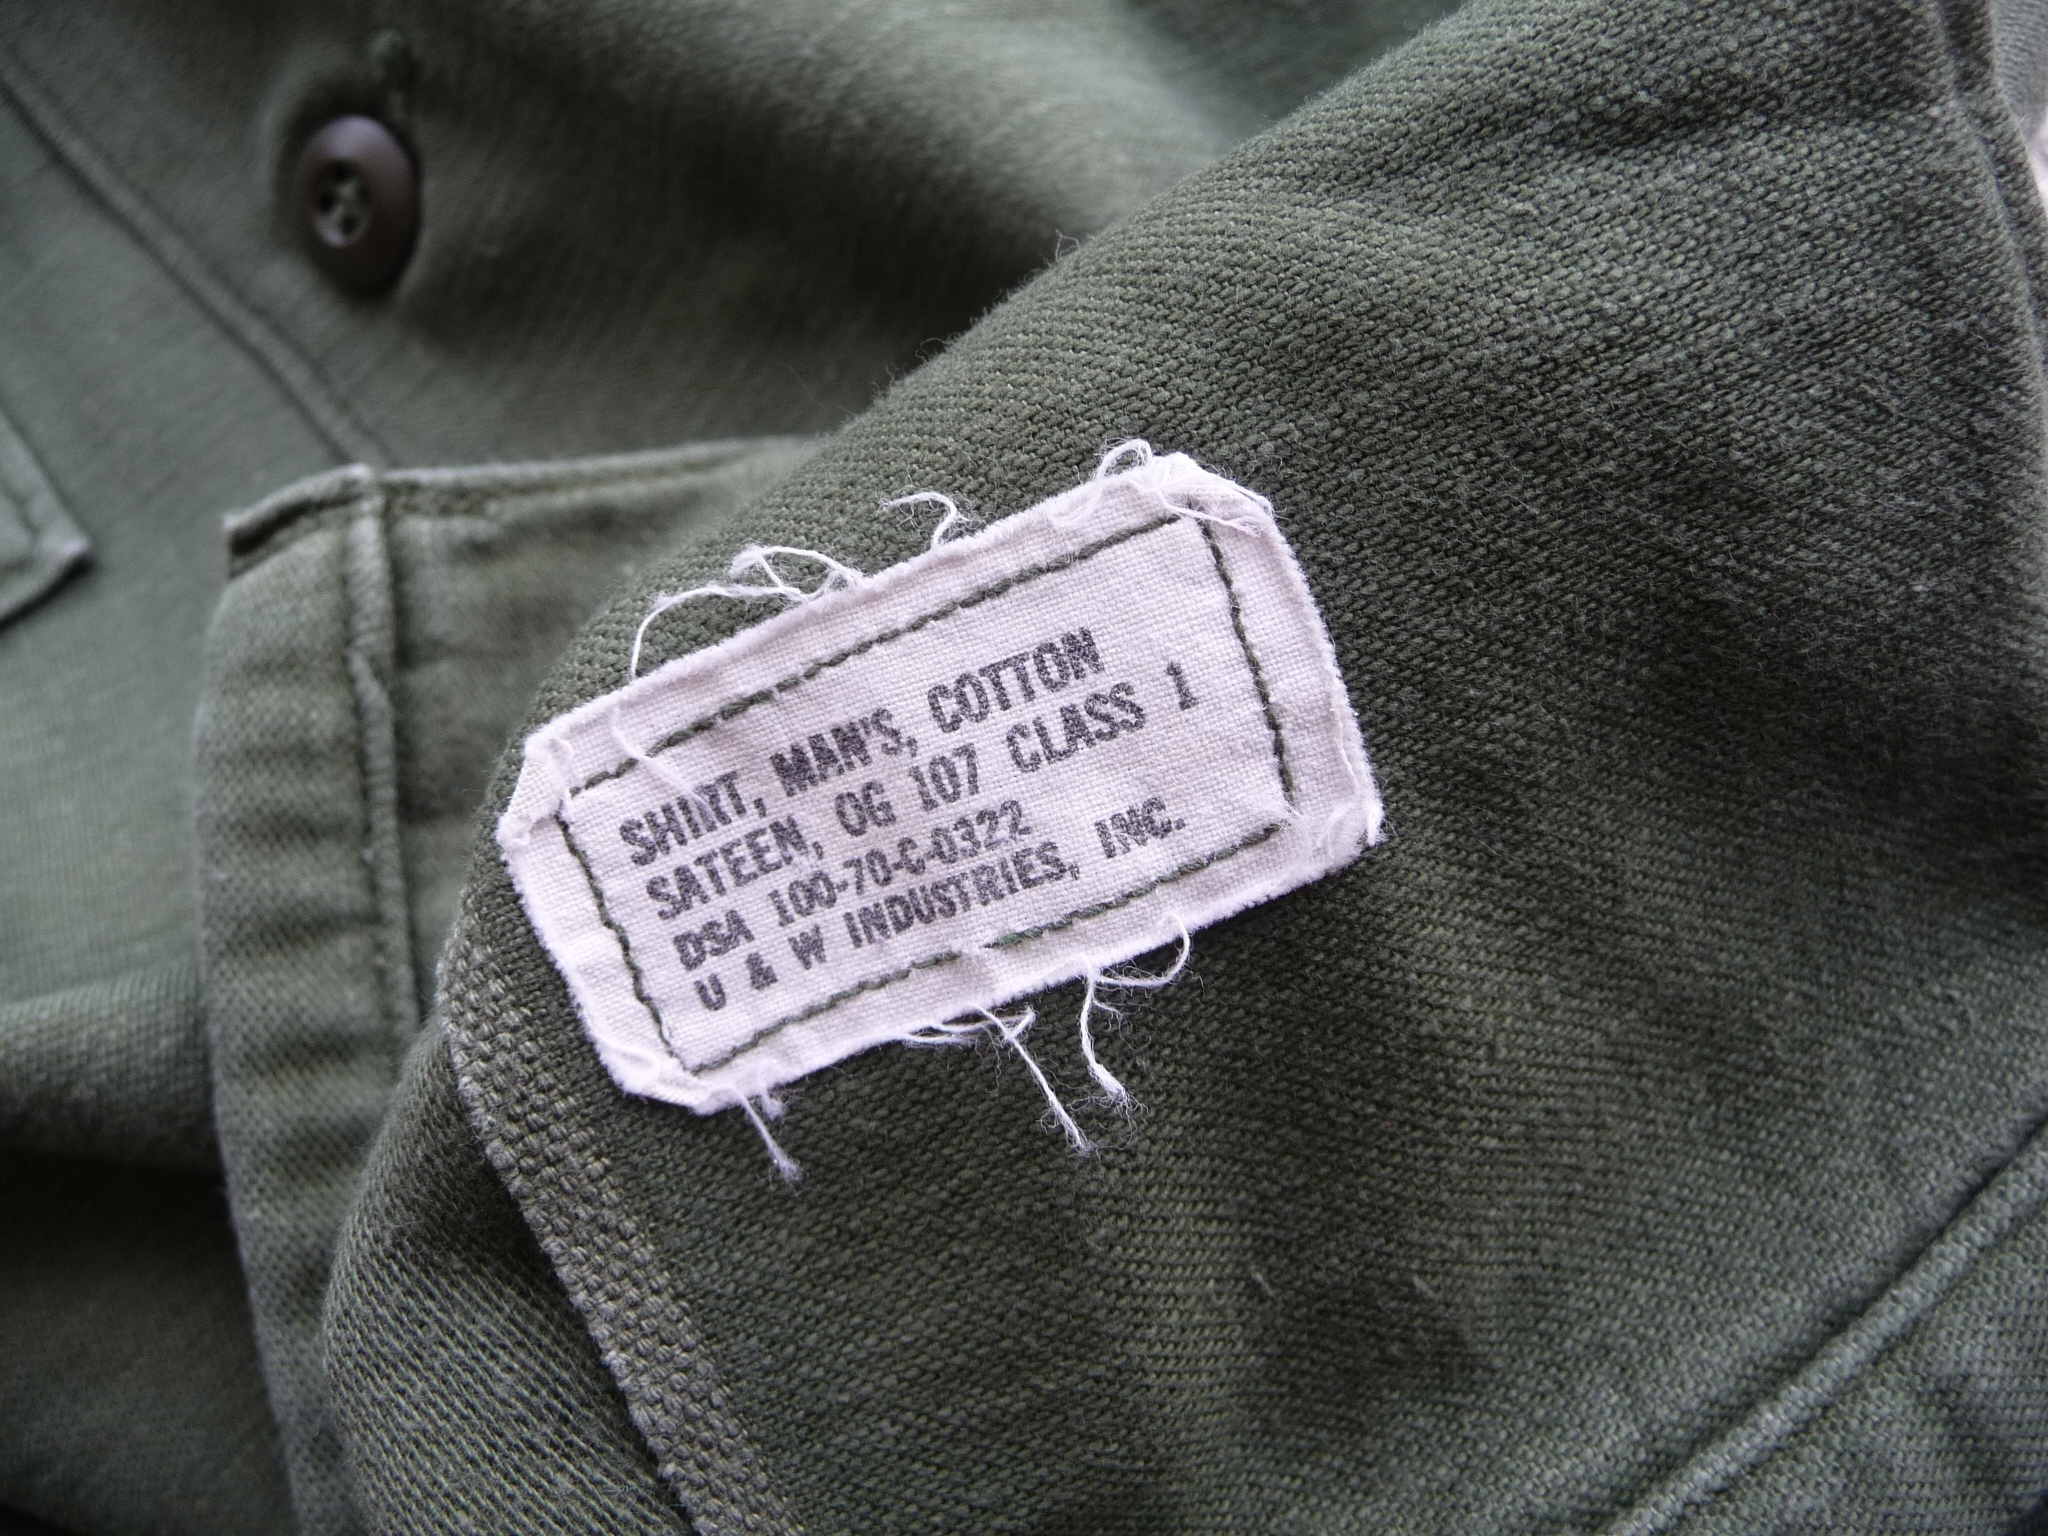 SHIRT, MAN'S, COTTON
SATEEN, OG 107 CLASS 1
DSA 100-70-C-0322
U & W INDUSTRIES, INC.